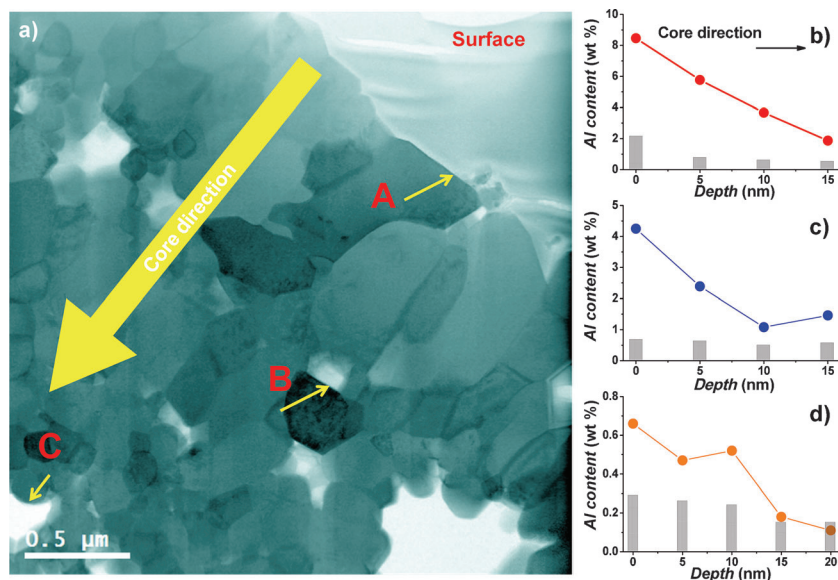 a)
Surface
Core direction
A
B
C
0.5 μm
b)
Core direction
Al content (wt %)
10
8
6
4
2
0
0 5 10 15
Depth (nm)
c)
Al content (wt %)
5
4
3
2
1
0
0 5 10 15
Depth (nm)
d)
Al content (wt %)
0.8
0.6
0.4
0.2
0.0
0 5 10 15 20
Depth (nm)